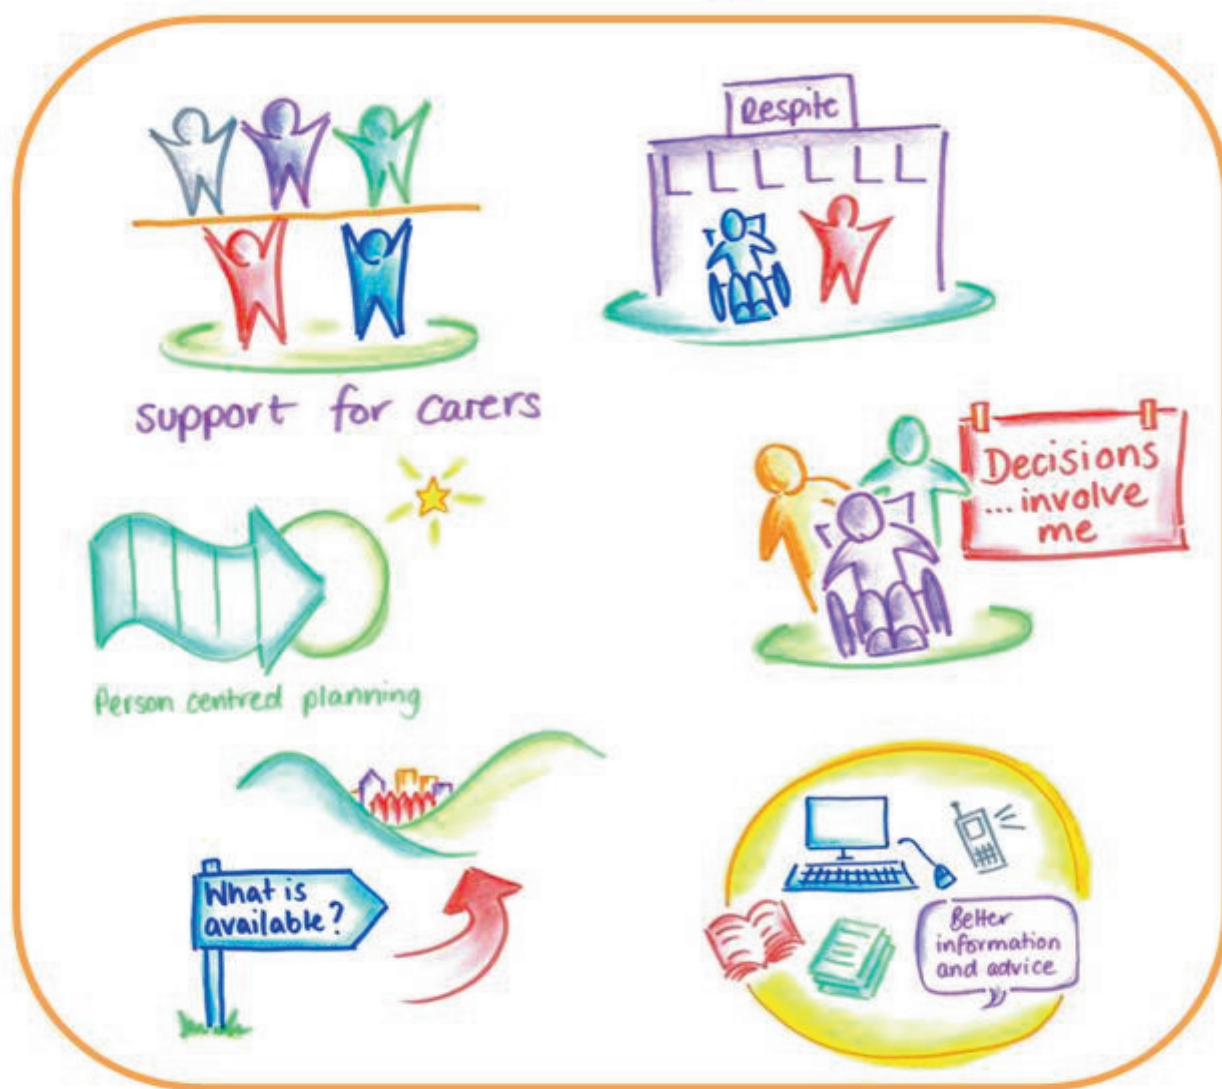 Respite
support for carers
Decisions
...involve
me
Person centred planning
What is
available?
Better
information
and advice